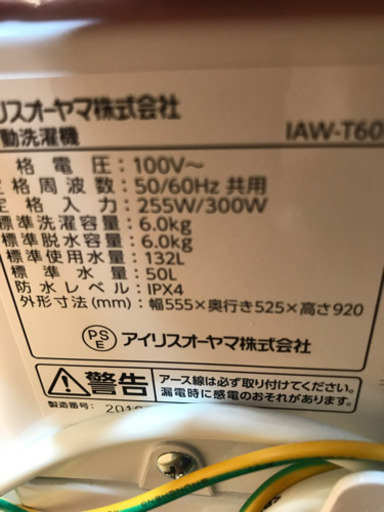 リスオーヤマ株式会社
動洗濯機 IAW-T60
格電圧：100V～
定格周波数：50/60Hz 共用
定格入力：255W/300W
標準洗濯容量：6.0kg
標準脱水容量：6.0kg
標準使用水量：132L
標準水量：50L
防水レベル：IPX4
外形寸法(mm)：幅555×奥行き525×高さ920
PSE アイリスオーヤマ株式会社
警告 アース線は必ず取り付けてください。
漏電時に感電のおそれがあります。
製造番号：